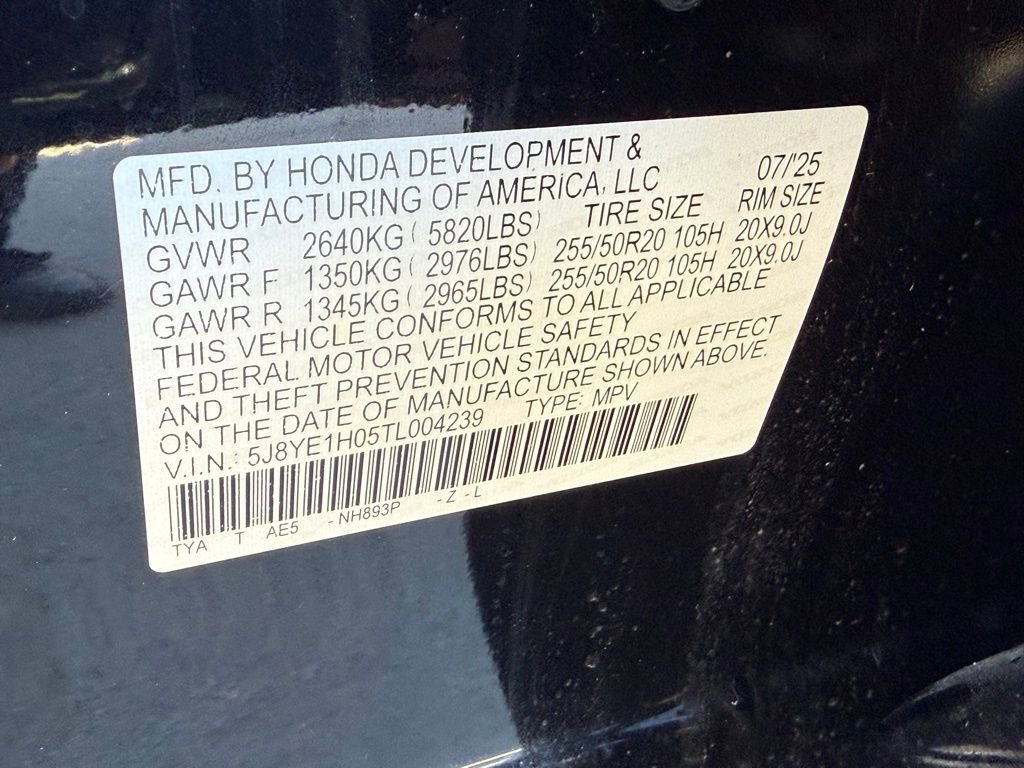 MFD. BY HONDA DEVELOPMENT &
MANUFACTURING OF AMERICA, LLC 07/'25
GVWR 2640KG ( 5820LBS) TIRE SIZE RIM SIZE
GAWR F 1350KG ( 2976LBS) 255/50R20 105H 20X9.0J
GAWR R 1345KG ( 2965LBS) 255/50R20 105H 20X9.0J
THIS VEHICLE CONFORMS TO ALL APPLICABLE
FEDERAL MOTOR VEHICLE SAFETY
AND THEFT PREVENTION STANDARDS IN EFFECT
ON THE DATE OF MANUFACTURE SHOWN ABOVE.
V.I.N.: 5J8YE1H05TL004239 TYPE: MPV
TYA T AE5 -NH893P -Z-L